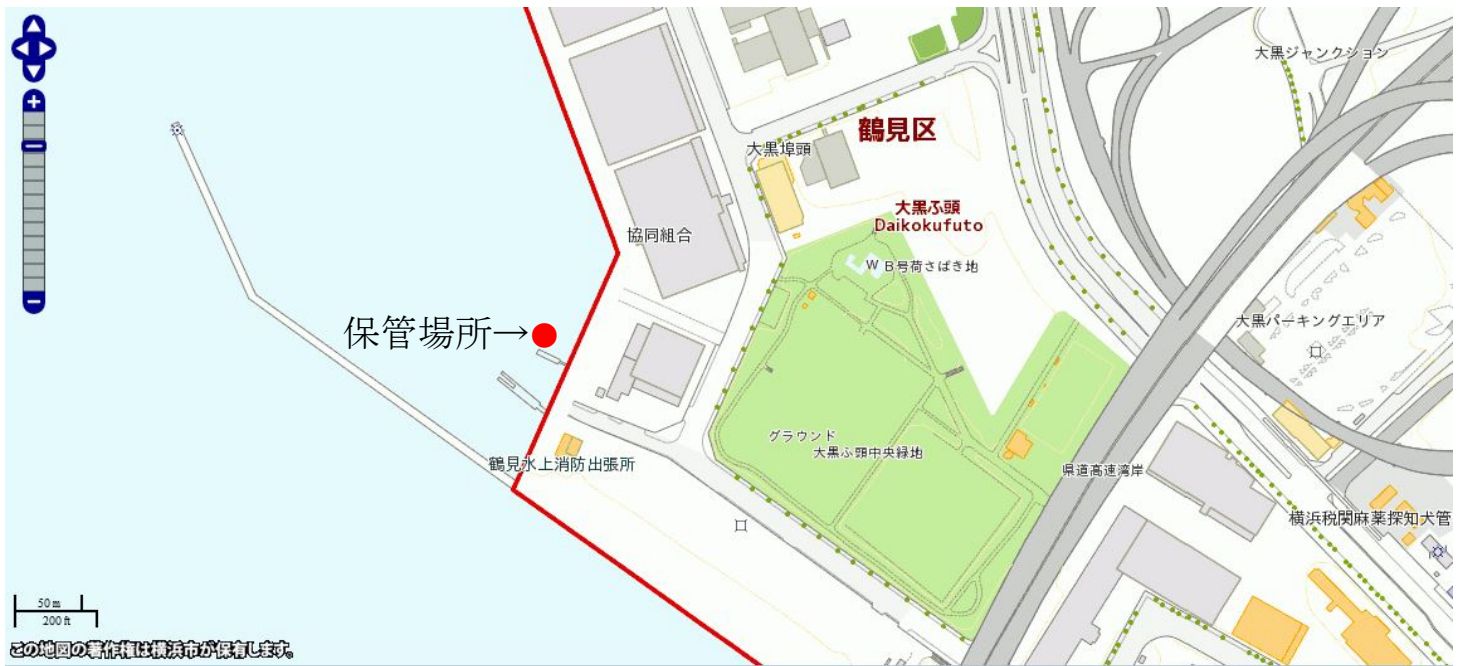 大黒ジャンクション
鶴見区
大黒埠頭
大黒ふ頭
Daikokufuto
協同組合
W B号荷さばき地
保管場所→
大黒パーキングエリア
グラウンド
大黒ふ頭中央緑地
鶴見水上消防出張所
県道高速湾岸
横浜税関麻薬探知犬管
50 m
200 ft
この地図の著作権は横浜市が保有します。